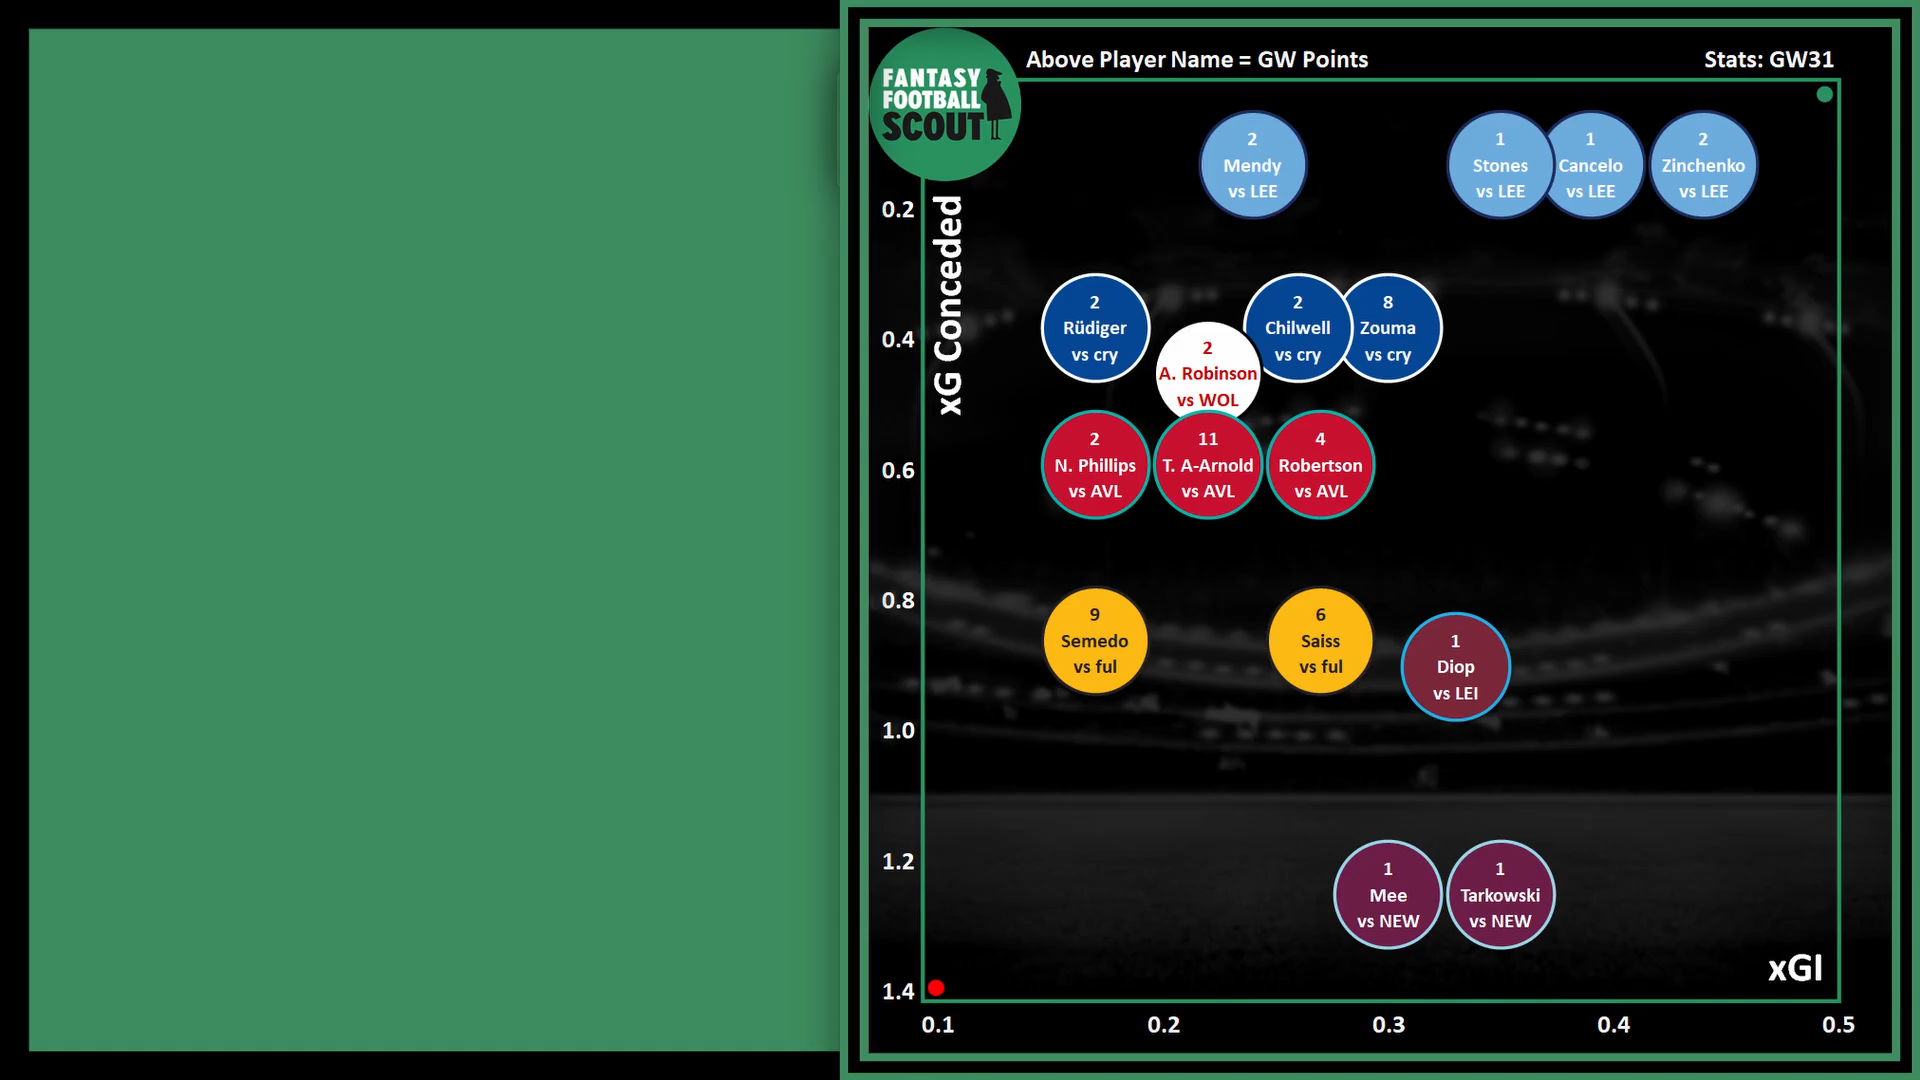 FANTASY
FOOTBALL
SCOUT
Above Player Name = GW Points
Stats: GW31
2
Mendy
vs LEE
1
Stones
vs LEE
1
Cancelo
vs LEE
2
Zinchenko
vs LEE
0.2
xG Conceded
2
Rüdiger
vs cry
2
Chilwell
vs cry
8
Zouma
vs cry
0.4
2
A. Robinson
vs WOL
2
N. Phillips
vs AVL
11
T. A-Arnold
vs AVL
4
Robertson
vs AVL
0.6
0.8
9
Semedo
vs ful
6
Saiss
vs ful
1
Diop
vs LEI
1.0
1.2
1
Mee
vs NEW
1
Tarkowski
vs NEW
xGI
1.4
0.1
0.2
0.3
0.4
0.5